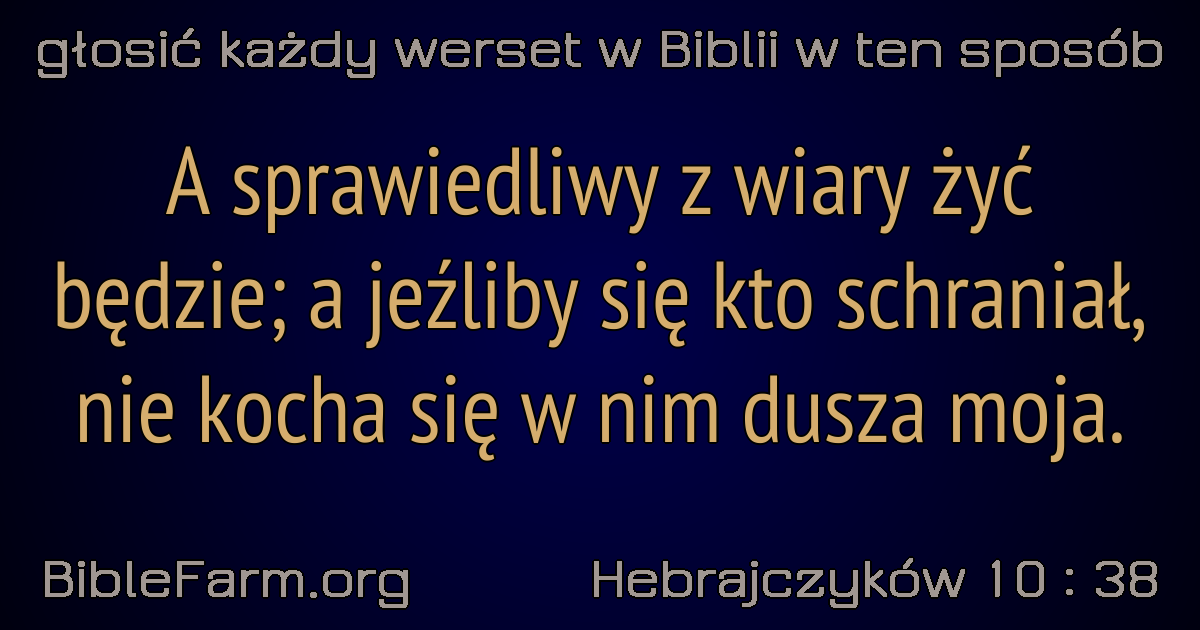 głosić każdy werset w Biblii w ten sposób
A sprawiedliwy z wiary żyć
będzie; a jeźliby się kto schraniał,
nie kocha się w nim dusza moja.
BibleFarm.org
Hebrajczyków 10 : 38